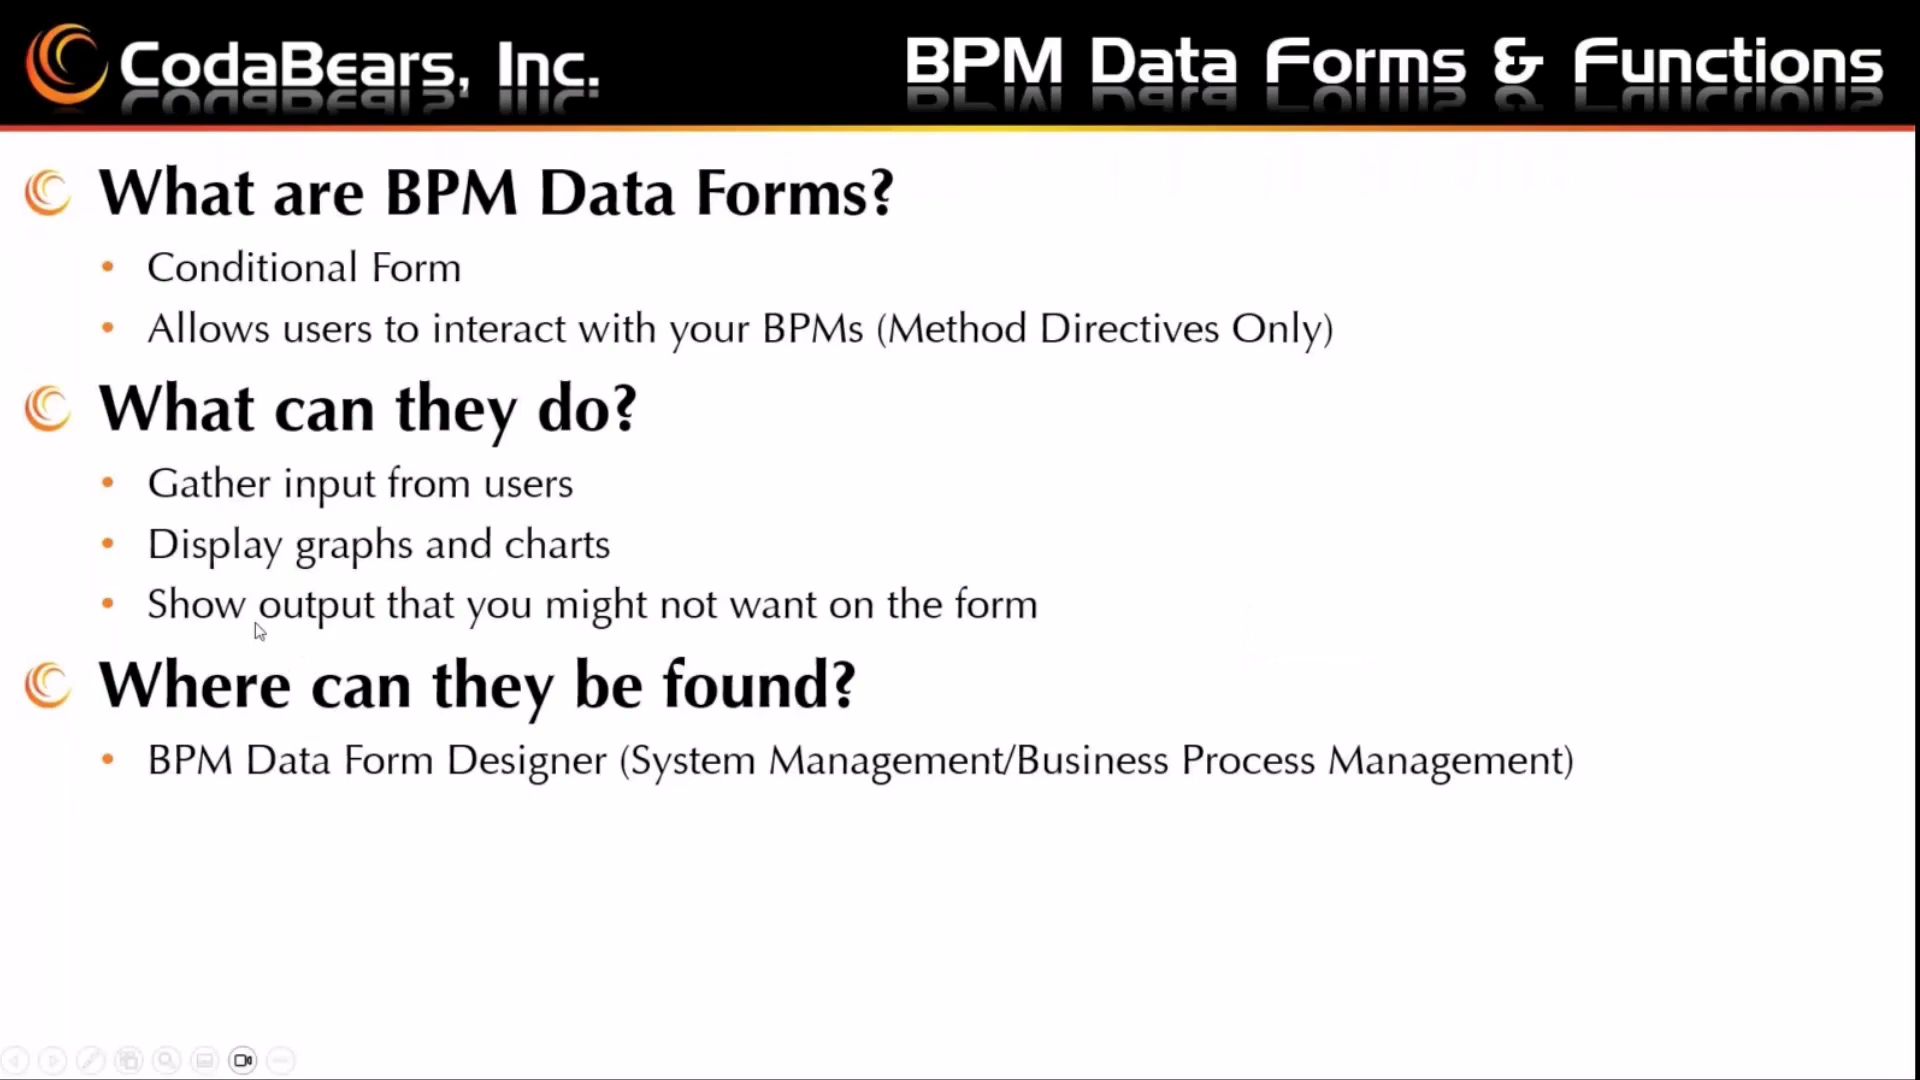 CodaBears, Inc.
BPM Data Forms & Functions
What are BPM Data Forms?
• Conditional Form
• Allows users to interact with your BPMs (Method Directives Only)
What can they do?
• Gather input from users
• Display graphs and charts
• Show output that you might not want on the form
Where can they be found?
• BPM Data Form Designer (System Management/Business Process Management)